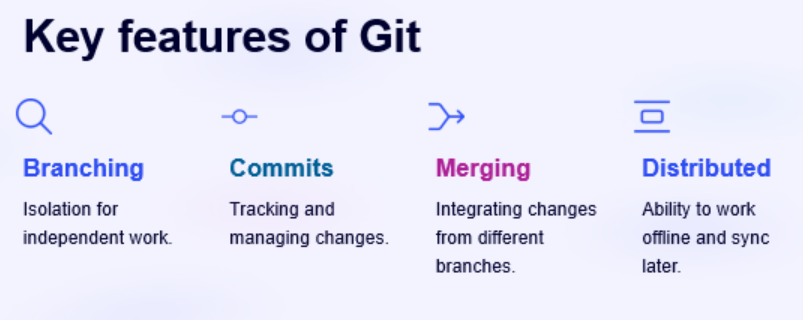 Key features of Git
Branching
Isolation for
independent work.
Commits
Tracking and
managing changes.
Merging
Integrating changes
from different
branches.
Distributed
Ability to work
offline and sync
later.